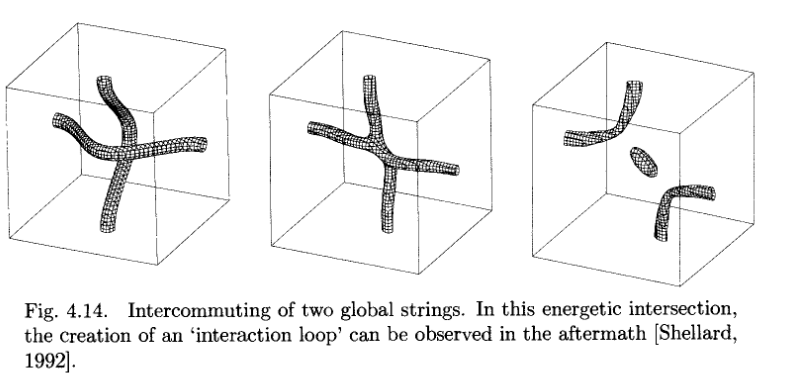 Fig. 4.14. Intercommuting of two global strings. In this energetic intersection,
the creation of an ‘interaction loop’ can be observed in the aftermath [Shellard,
1992].